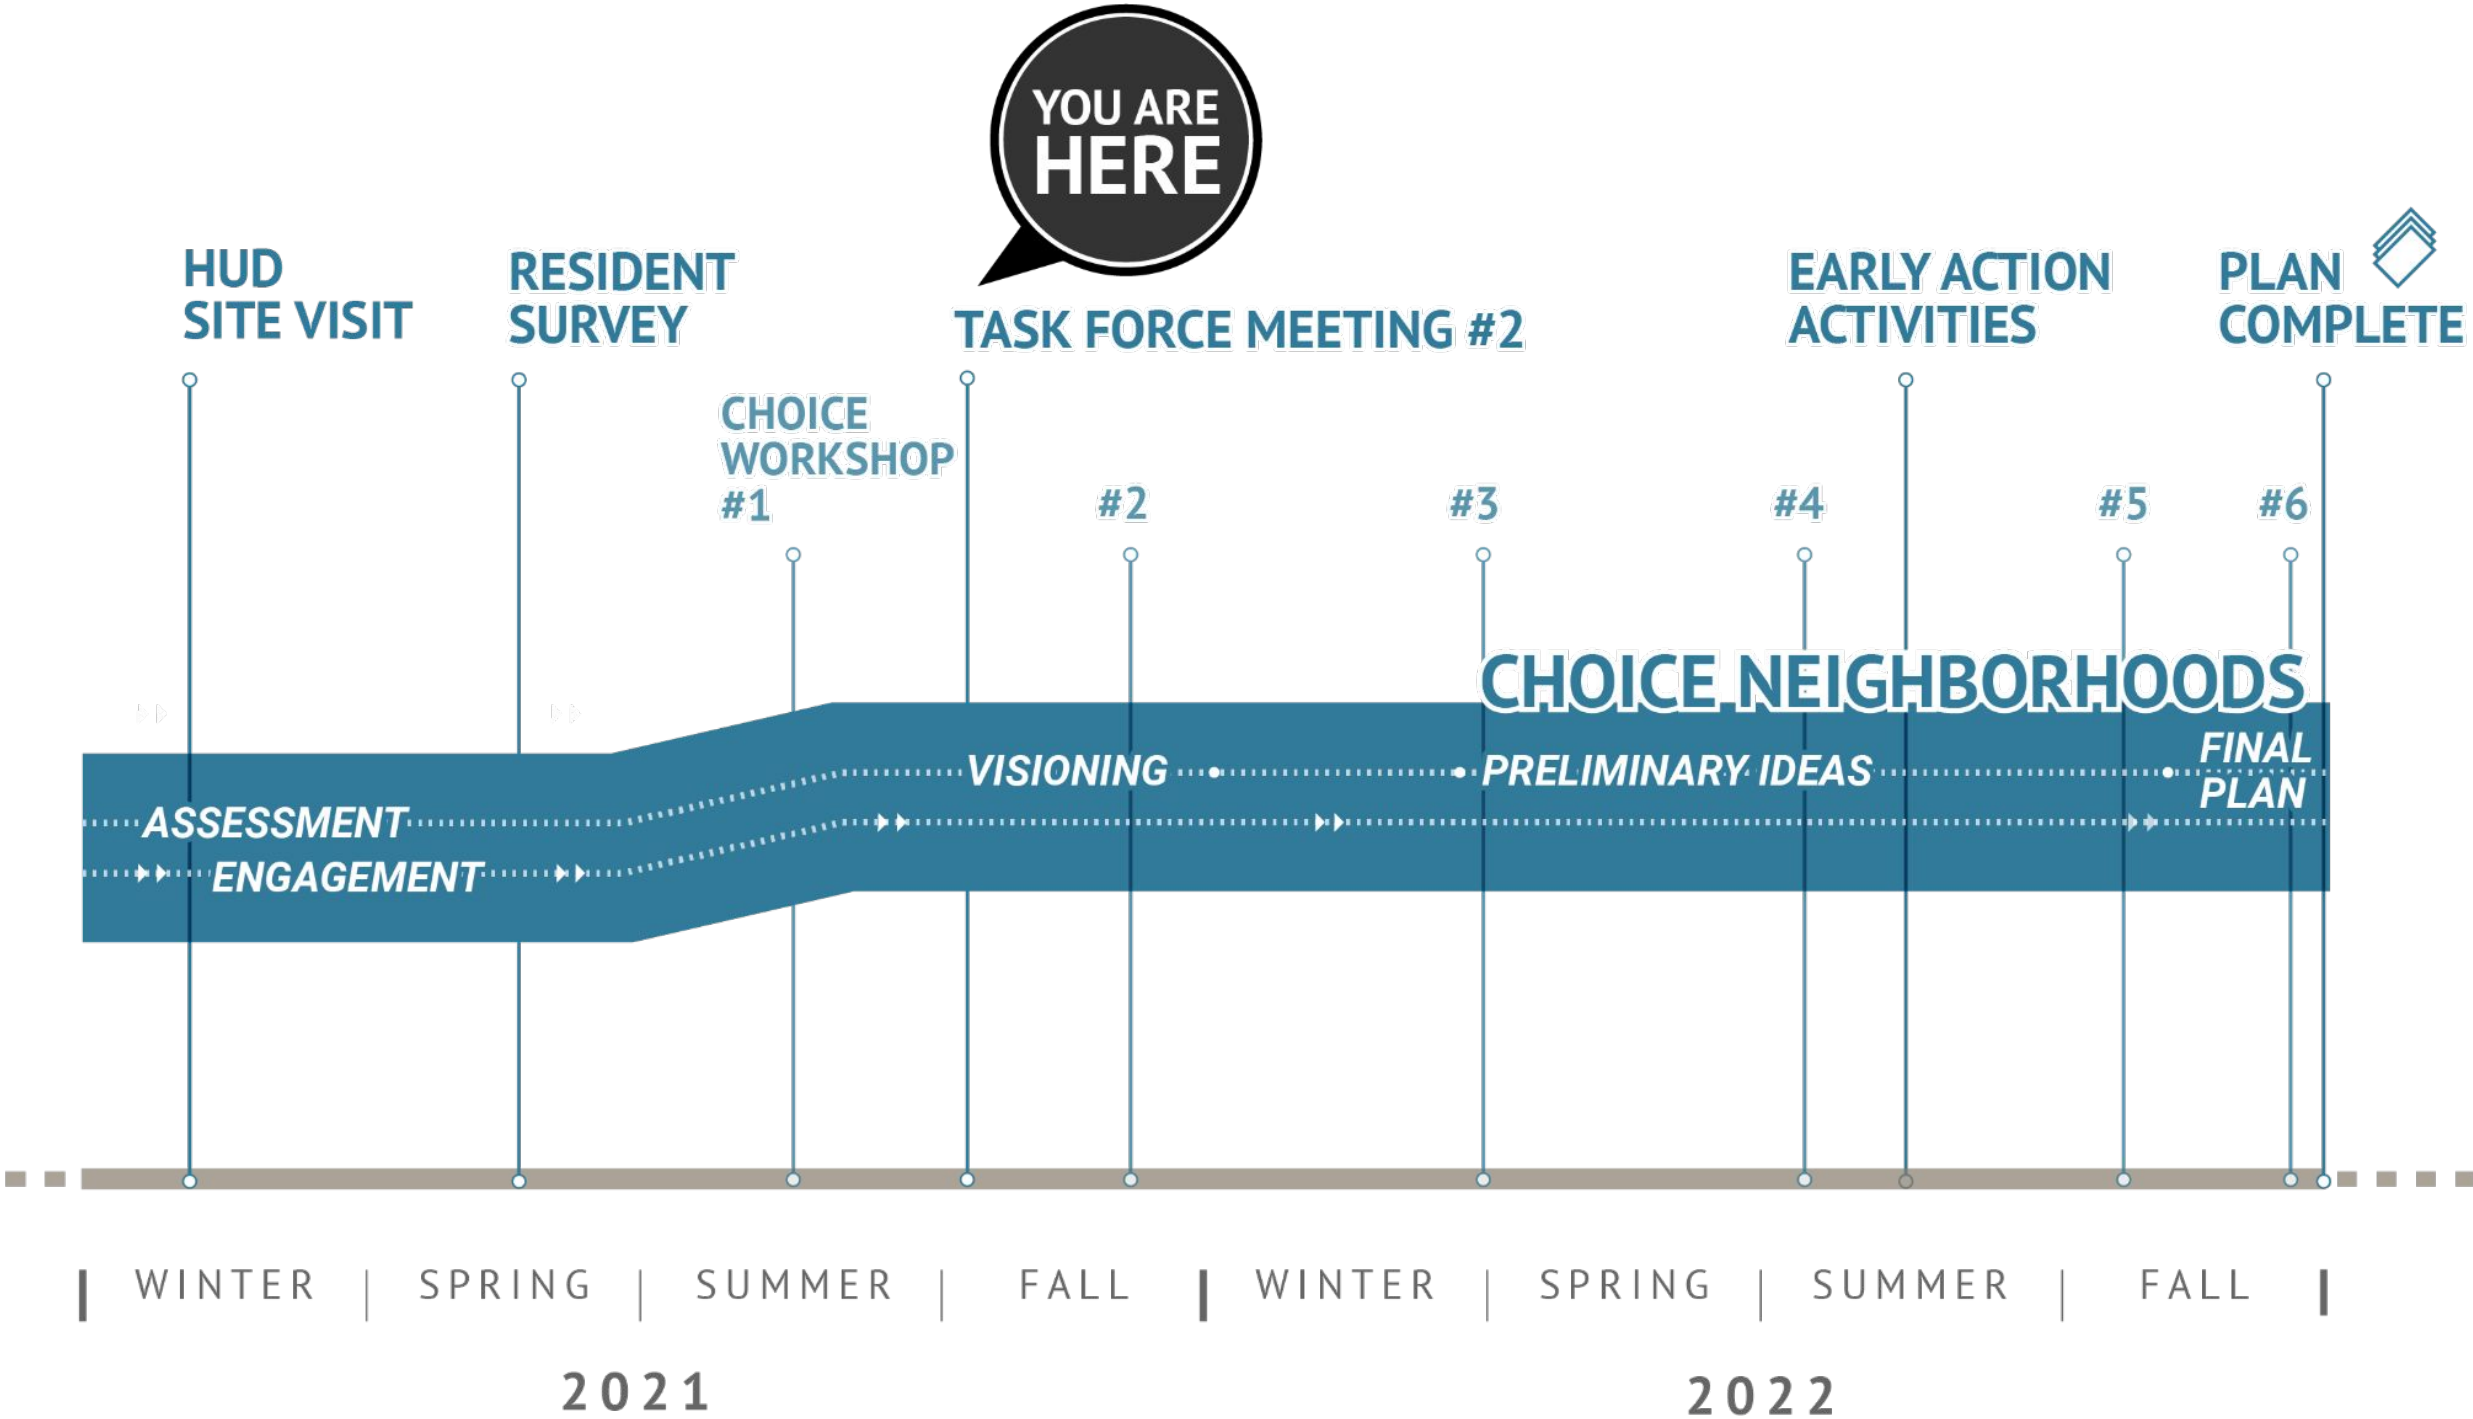 YOU ARE
HERE
HUD
SITE VISIT
RESIDENT
SURVEY
TASK FORCE MEETING #2
EARLY ACTION
ACTIVITIES
PLAN
COMPLETE
CHOICE
WORKSHOP
#1
#2
#3
#4
#5
#6
CHOICE NEIGHBORHOODS
ASSESSMENT
ENGAGEMENT
VISIONING
PRELIMINARY IDEAS
FINAL
PLAN
WINTER
SPRING
SUMMER
FALL
WINTER
SPRING
SUMMER
FALL
2021
2022